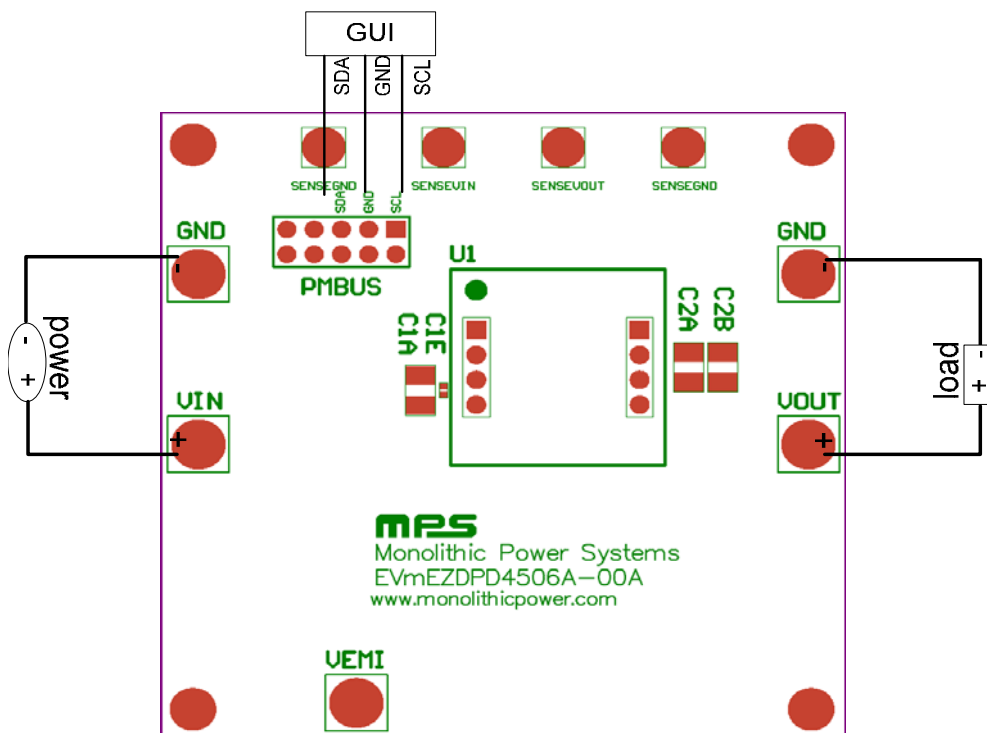 GUI
SDA
GND
SCL
SENSEGND
SENSEVIN
SENSEVOUT
SENSEGND
SDA
GND
SCL
GND
GND
PMBUS
U1
-
-
C1A
C1E
C2A
C2B
power
-
+
load
-
+
VIN
VOUT
+
+
mPS
Monolithic Power Systems
EVmEZDPD4506A-00A
www.monolithicpower.com
VEMI